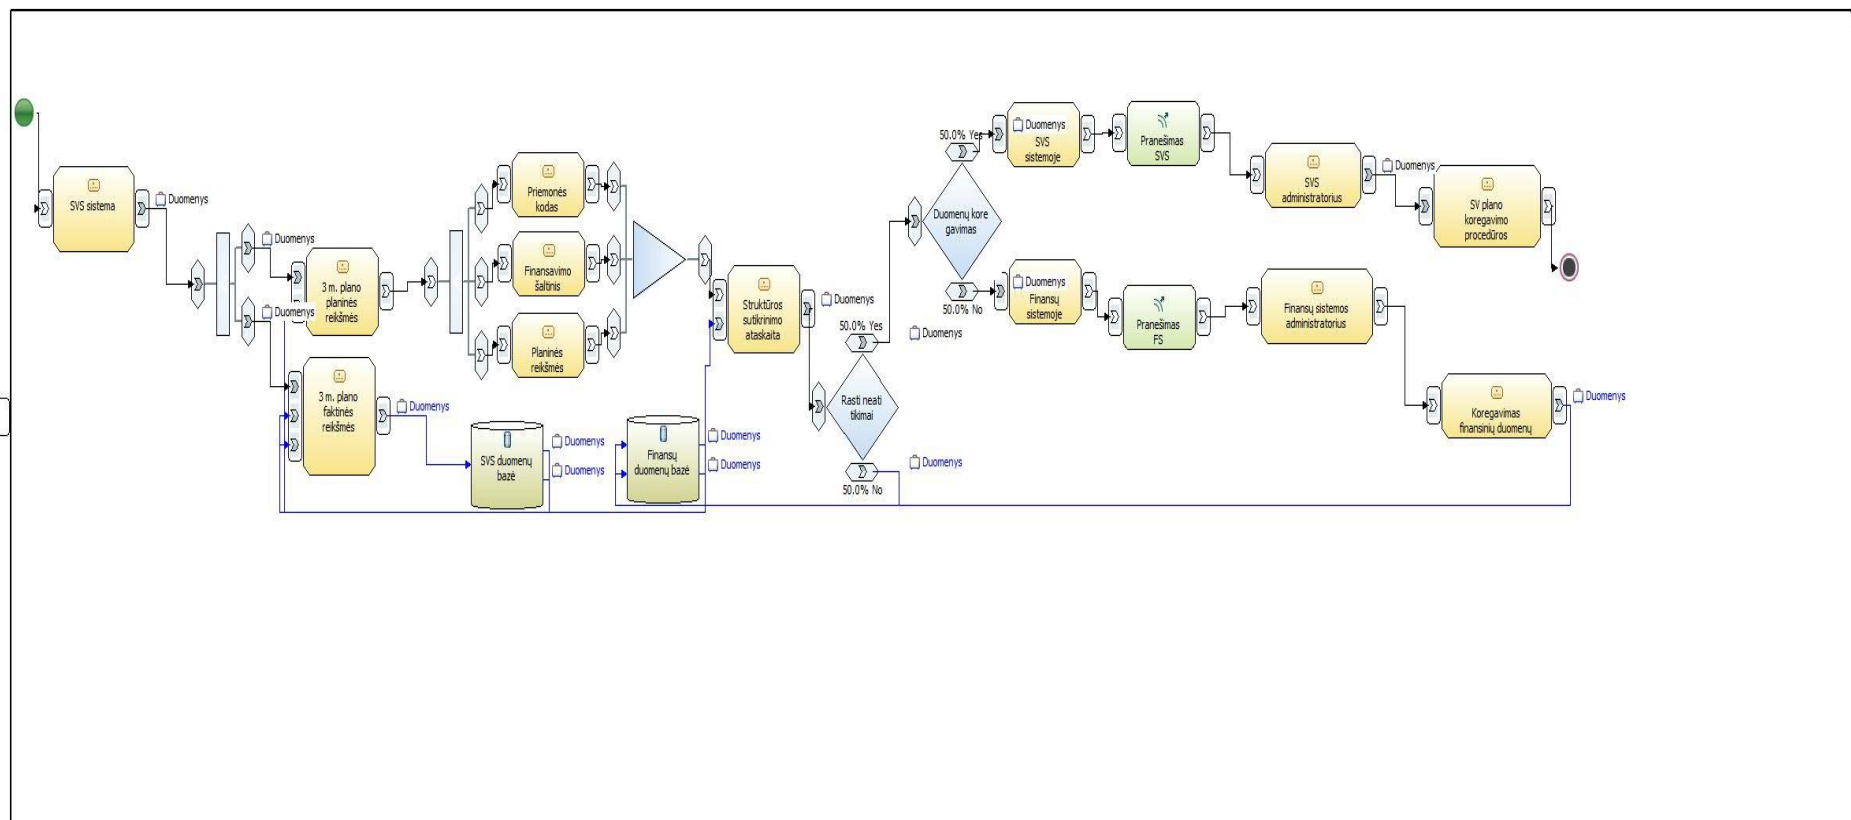 SVS sistema
Duomenys
Duomenys
Duomenys
3 m. plano
planinės
reikšmės
3 m. plano
faktinės
reikšmės
Duomenys
Priemonės
kodas
Finansavimo
šaltinis
Planinės
reikšmės
SVS duomenų
bazė
Duomenys
Duomenys
Finansų
duomenų bazė
Duomenys
Duomenys
Struktūros
sutikrinimo
ataskaita
Duomenys
50.0% Yes
Rasti neati
tikimai
50.0% No
Duomenys
Duomenys
50.0% Yes
Duomenų kore
gavimas
50.0% No
Duomenys
SVS
sistemoje
Pranešimas
SVS
SVS
administratorius
Duomenys
SV plano
koregavimo
procedūros
Duomenys
Finansų
sistemoje
Pranešimas
FS
Finansų sistemos
administratorius
Koregavimas
finansinių duomenų
Duomenys